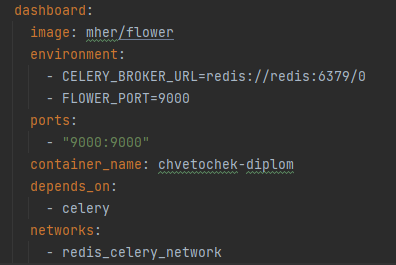 dashboard:
  image: mher/flower
  environment:
    - CELERY_BROKER_URL=redis://redis:6379/0
    - FLOWER_PORT=9000
  ports:
    - "9000:9000"
  container_name: chvetochek-diplom
  depends_on:
    - celery
  networks:
    - redis_celery_network